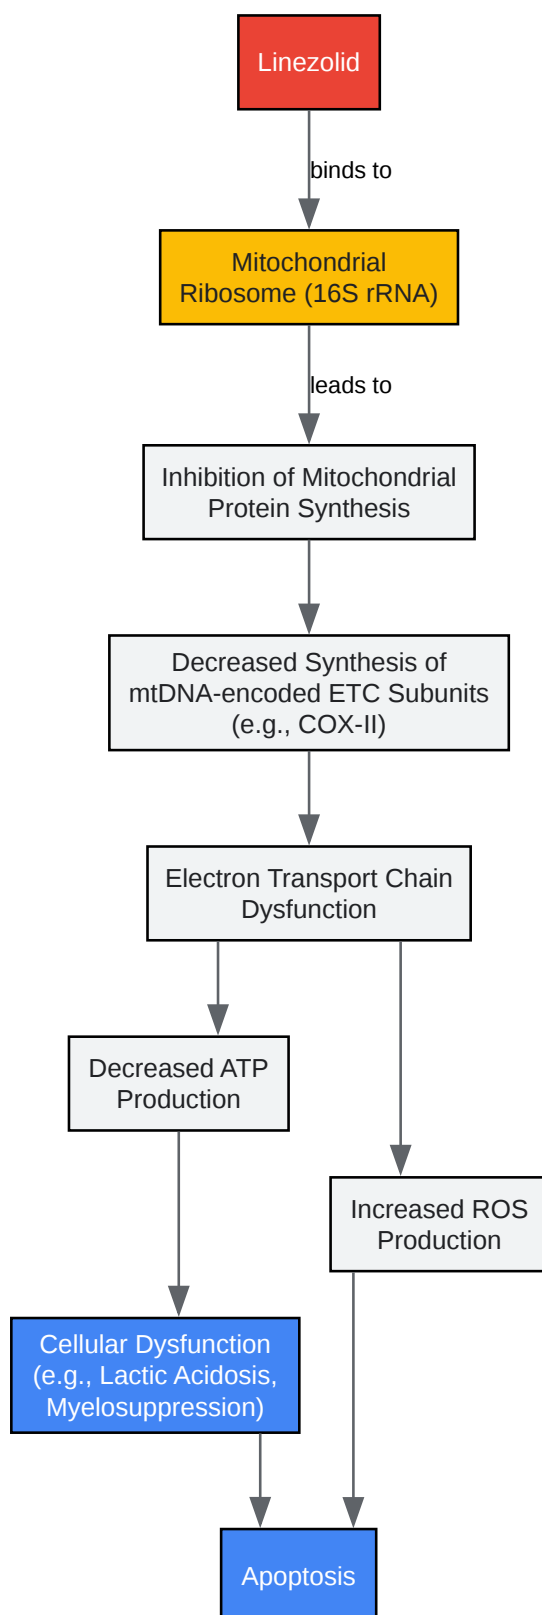 Linezolid
binds to
Mitochondrial
Ribosome (16S rRNA)
leads to
Inhibition of Mitochondrial
Protein Synthesis
Decreased Synthesis of
mtDNA-encoded ETC Subunits
(e.g., COX-II)
Electron Transport Chain
Dysfunction
Decreased ATP
Production
Increased ROS
Production
Cellular Dysfunction
(e.g., Lactic Acidosis,
Myelosuppression)
Apoptosis